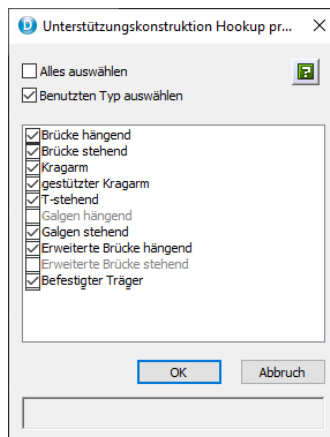 Unterstützungskonstruktion Hookup pr...
Alles auswählen
Benutzten Typ auswählen
Brücke hängend
Brücke stehend
Kragarm
gestützter Kragarm
T-stehend
Galgen hängend
Galgen stehend
Erweiterte Brücke hängend
Erweiterte Brücke stehend
Befestigter Träger
OK
Abbruch